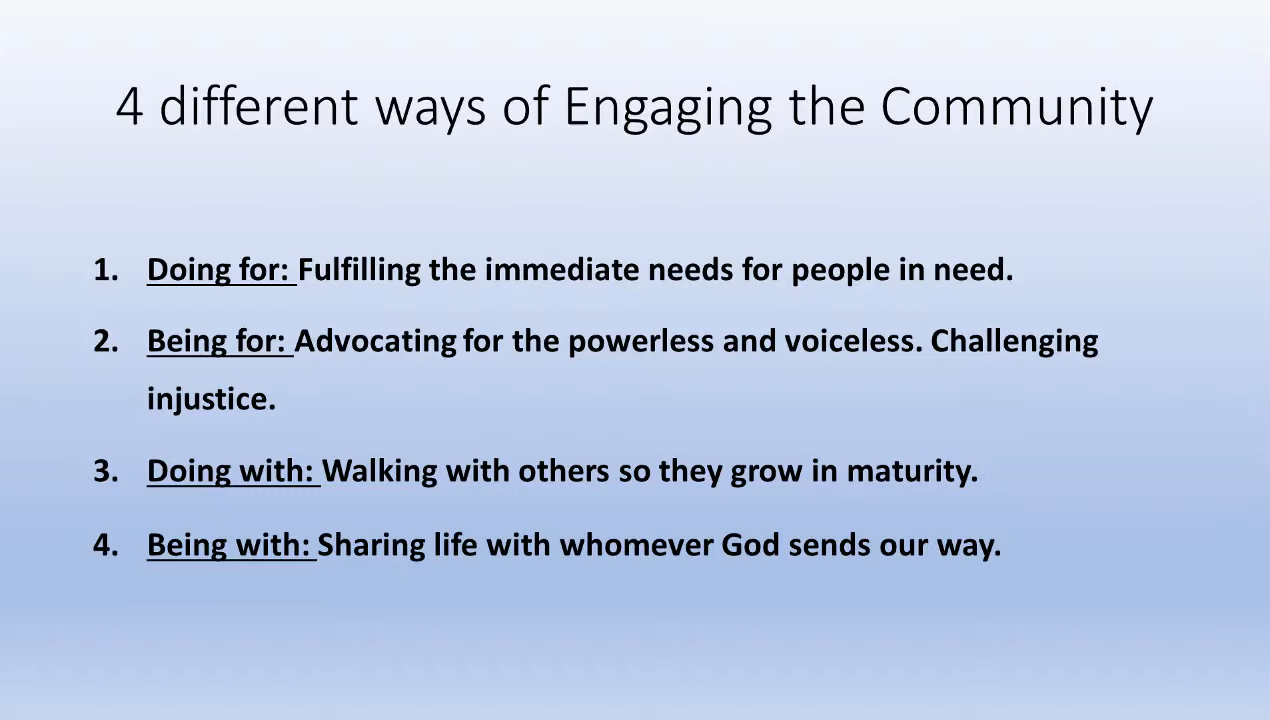 4 different ways of Engaging the Community
1. Doing for: Fulfilling the immediate needs for people in need.
2. Being for: Advocating for the powerless and voiceless. Challenging
injustice.
3. Doing with: Walking with others so they grow in maturity.
4. Being with: Sharing life with whomever God sends our way.